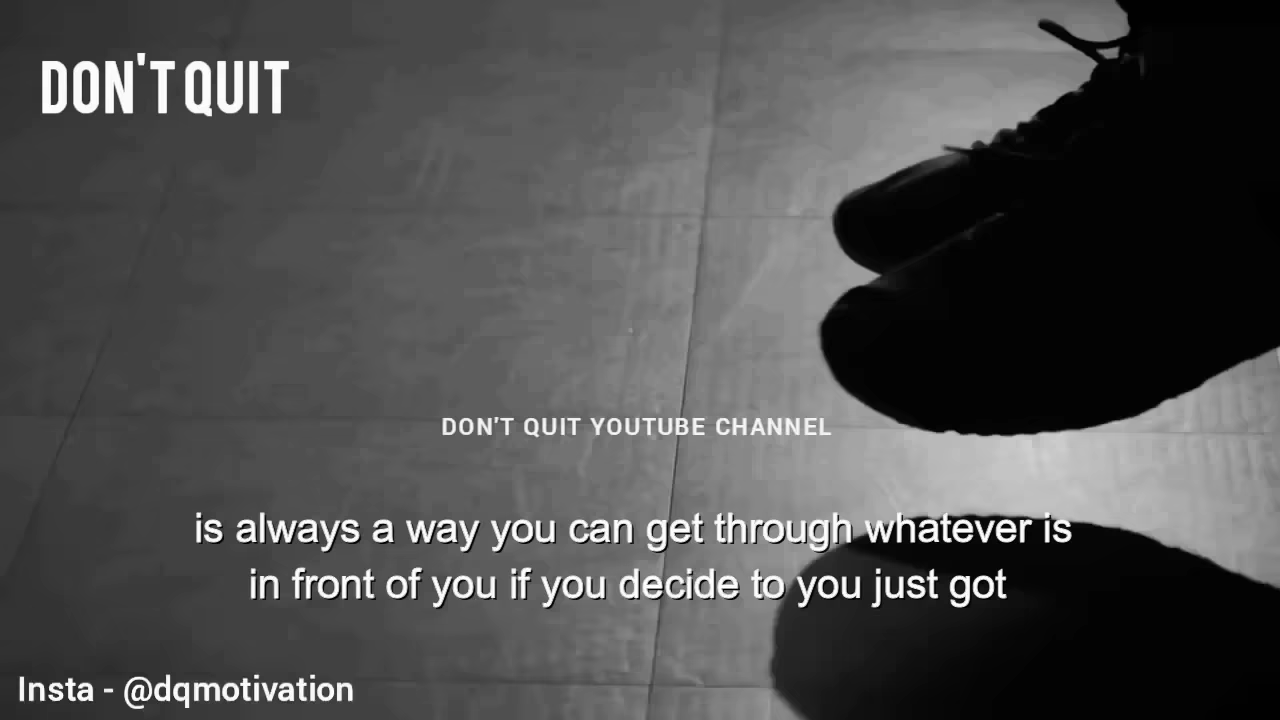 DON'T QUIT
DON'T QUIT YOUTUBE CHANNEL
is always a way you can get through whatever is
in front of you if you decide to you just got
Insta - @dqmotivation